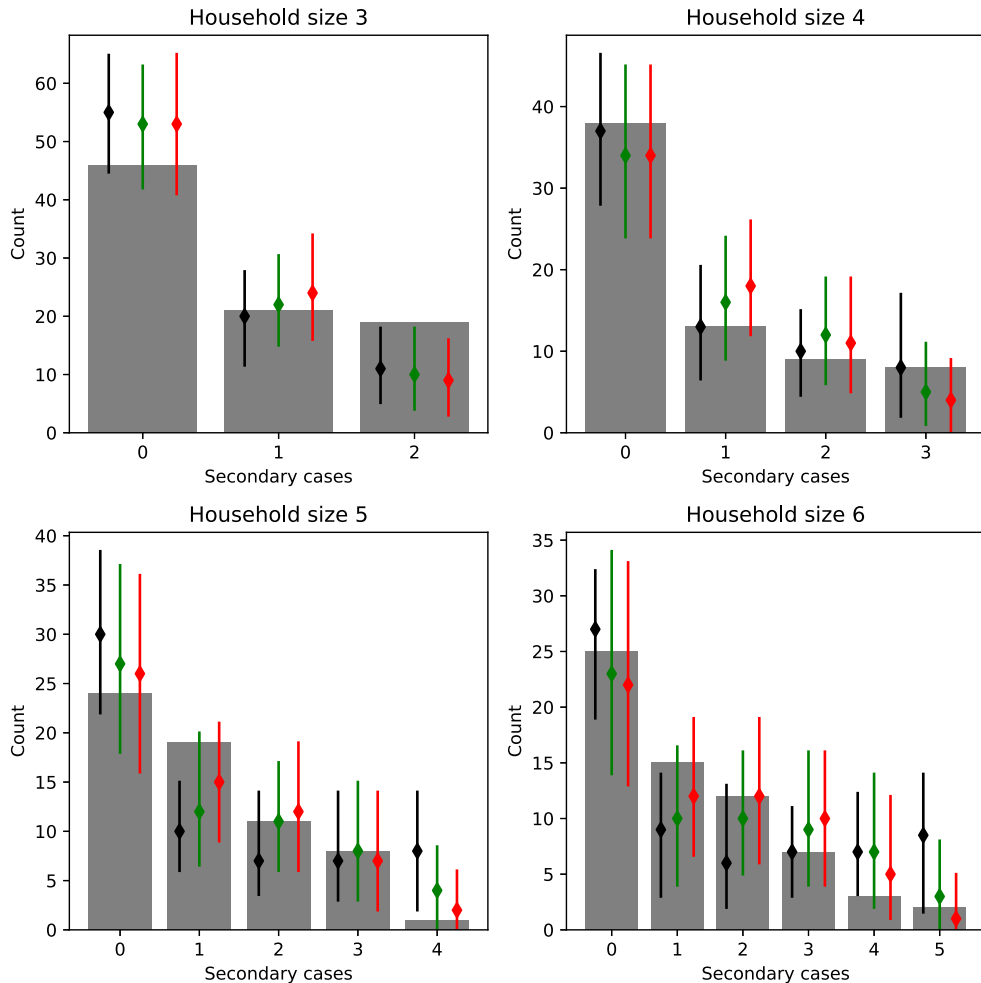 Household size 3
Count
60
50
40
30
20
10
0
0 1 2
Secondary cases
Household size 4
Count
40
30
20
10
0
0 1 2 3
Secondary cases
Household size 5
Count
40
35
30
25
20
15
10
5
0
0 1 2 3 4
Secondary cases
Household size 6
Count
35
30
25
20
15
10
5
0
0 1 2 3 4 5
Secondary cases